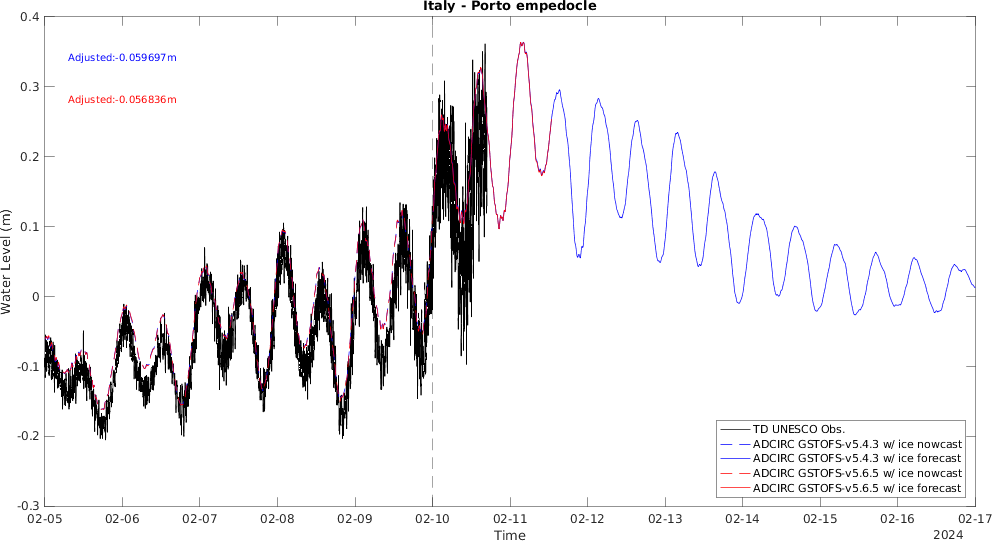 Italy - Porto empedocle
0.4
0.3
0.2
0.1
0
-0.1
-0.2
-0.3
Water Level (m)
Adjusted:-0.059697m
Adjusted:-0.056836m
TD UNESCO Obs.
ADCIRC GSTOFS-v5.4.3 w/ ice nowcast
ADCIRC GSTOFS-v5.4.3 w/ ice forecast
ADCIRC GSTOFS-v5.6.5 w/ ice nowcast
ADCIRC GSTOFS-v5.6.5 w/ ice forecast
02-05 02-06 02-07 02-08 02-09 02-10 02-11 02-12 02-13 02-14 02-15 02-16 02-17
Time
2024